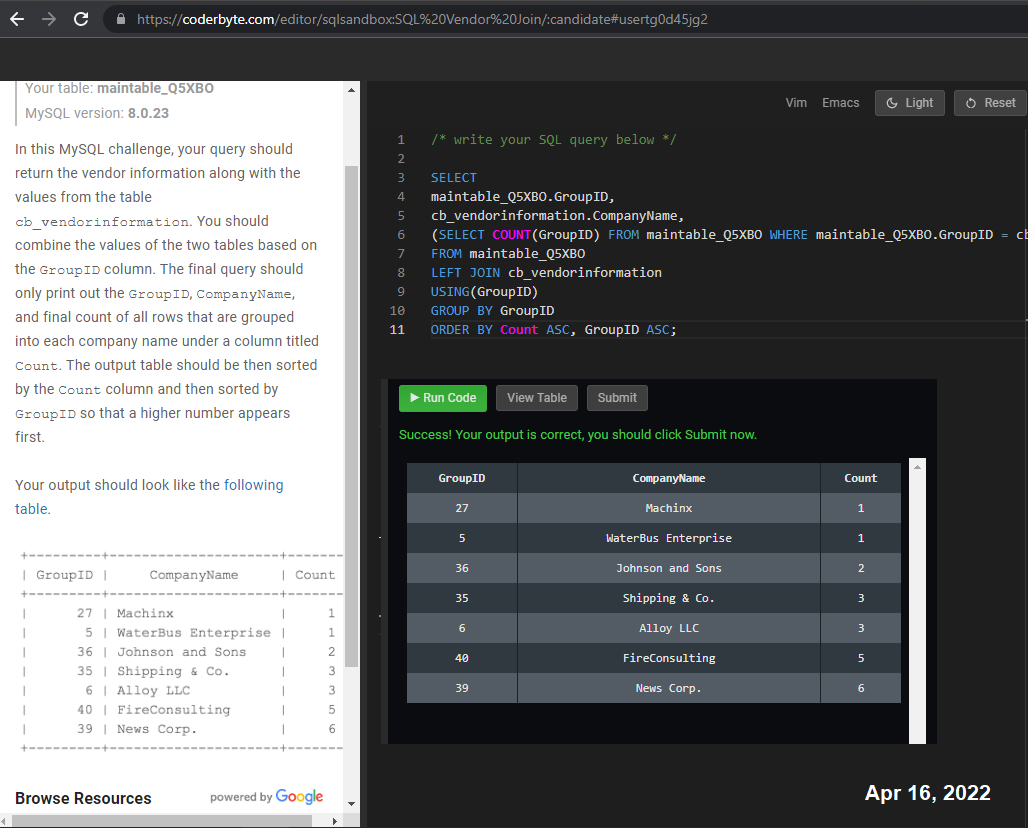 https://coderbyte.com/editor/sqlsandbox:SQL%20Vendor%20Join/:candidate#usertg0d45jg2
Your table: maintable_Q5XBO
MySQL version: 8.0.23
In this MySQL challenge, your query should
return the vendor information along with the
values from the table
cb_vendorinformation. You should
combine the values of the two tables based on
the GroupID column. The final query should
only print out the GroupID, CompanyName,
and final count of all rows that are grouped
into each company name under a column titled
Count. The output table should be then sorted
by the Count column and then sorted by
GroupID so that a higher number appears
first.
Your output should look like the following
table.
+---------+--------------------+-------
| GroupID |     CompanyName    | Count
+---------+--------------------+-------
|      27 | Machinx            |     1
|       5 | WaterBus Enterprise |     1
|      36 | Johnson and Sons   |     2
|      35 | Shipping & Co.     |     3
|       6 | Alloy LLC          |     3
|      40 | FireConsulting     |     5
|      39 | News Corp.         |     6
+---------+--------------------+-------
Browse Resources powered by Google
Vim Emacs Light Reset
1 /* write your SQL query below */
2
3 SELECT
4 maintable_Q5XBO.GroupID,
5 cb_vendorinformation.CompanyName,
6 (SELECT COUNT(GroupID) FROM maintable_Q5XBO WHERE maintable_Q5XBO.GroupID = cb
7 FROM maintable_Q5XBO
8 LEFT JOIN cb_vendorinformation
9 USING(GroupID)
10 GROUP BY GroupID
11 ORDER BY Count ASC, GroupID ASC;
Run Code View Table Submit
Success! Your output is correct, you should click Submit now.
GroupID CompanyName Count
27 Machinx 1
5 WaterBus Enterprise 1
36 Johnson and Sons 2
35 Shipping & Co. 3
6 Alloy LLC 3
40 FireConsulting 5
39 News Corp. 6
Apr 16, 2022